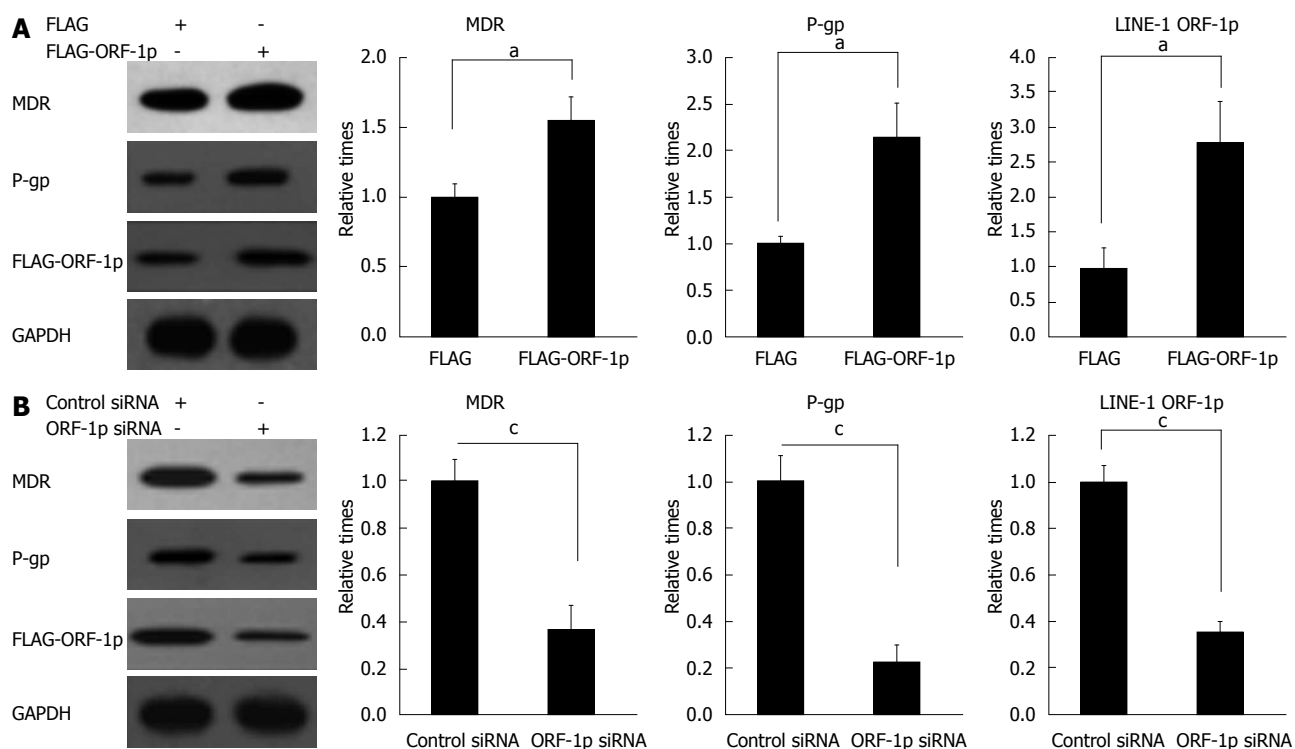 A
FLAG + -
FLAG-ORF-1p - +
MDR
P-gp
FLAG-ORF-1p
GAPDH
MDR
a
Relative times
2.0
1.5
1.0
0.5
0.0
FLAG FLAG-ORF-1p
P-gp
a
Relative times
3.0
2.5
2.0
1.5
1.0
0.5
0.0
FLAG FLAG-ORF-1p
LINE-1 ORF-1p
a
Relative times
4.0
3.5
3.0
2.5
2.0
1.5
1.0
0.5
0.0
FLAG FLAG-ORF-1p
B
Control siRNA + -
ORF-1p siRNA - +
MDR
P-gp
FLAG-ORF-1p
GAPDH
MDR
c
Relative times
1.2
1.0
0.8
0.6
0.4
0.2
0.0
Control siRNA ORF-1p siRNA
P-gp
c
Relative times
1.2
1.0
0.8
0.6
0.4
0.2
0.0
Control siRNA ORF-1p siRNA
LINE-1 ORF-1p
c
Relative times
1.2
1.0
0.8
0.6
0.4
0.2
0.0
Control siRNA ORF-1p siRNA